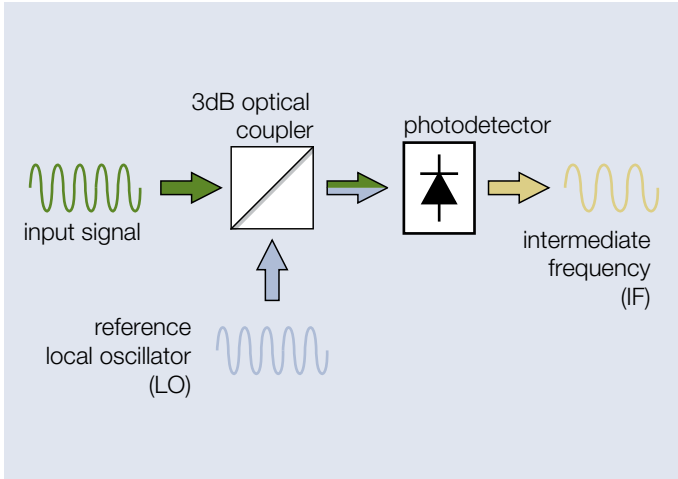 3dB optical
coupler
photodetector
input signal
intermediate
frequency
(IF)
reference
local oscillator
(LO)